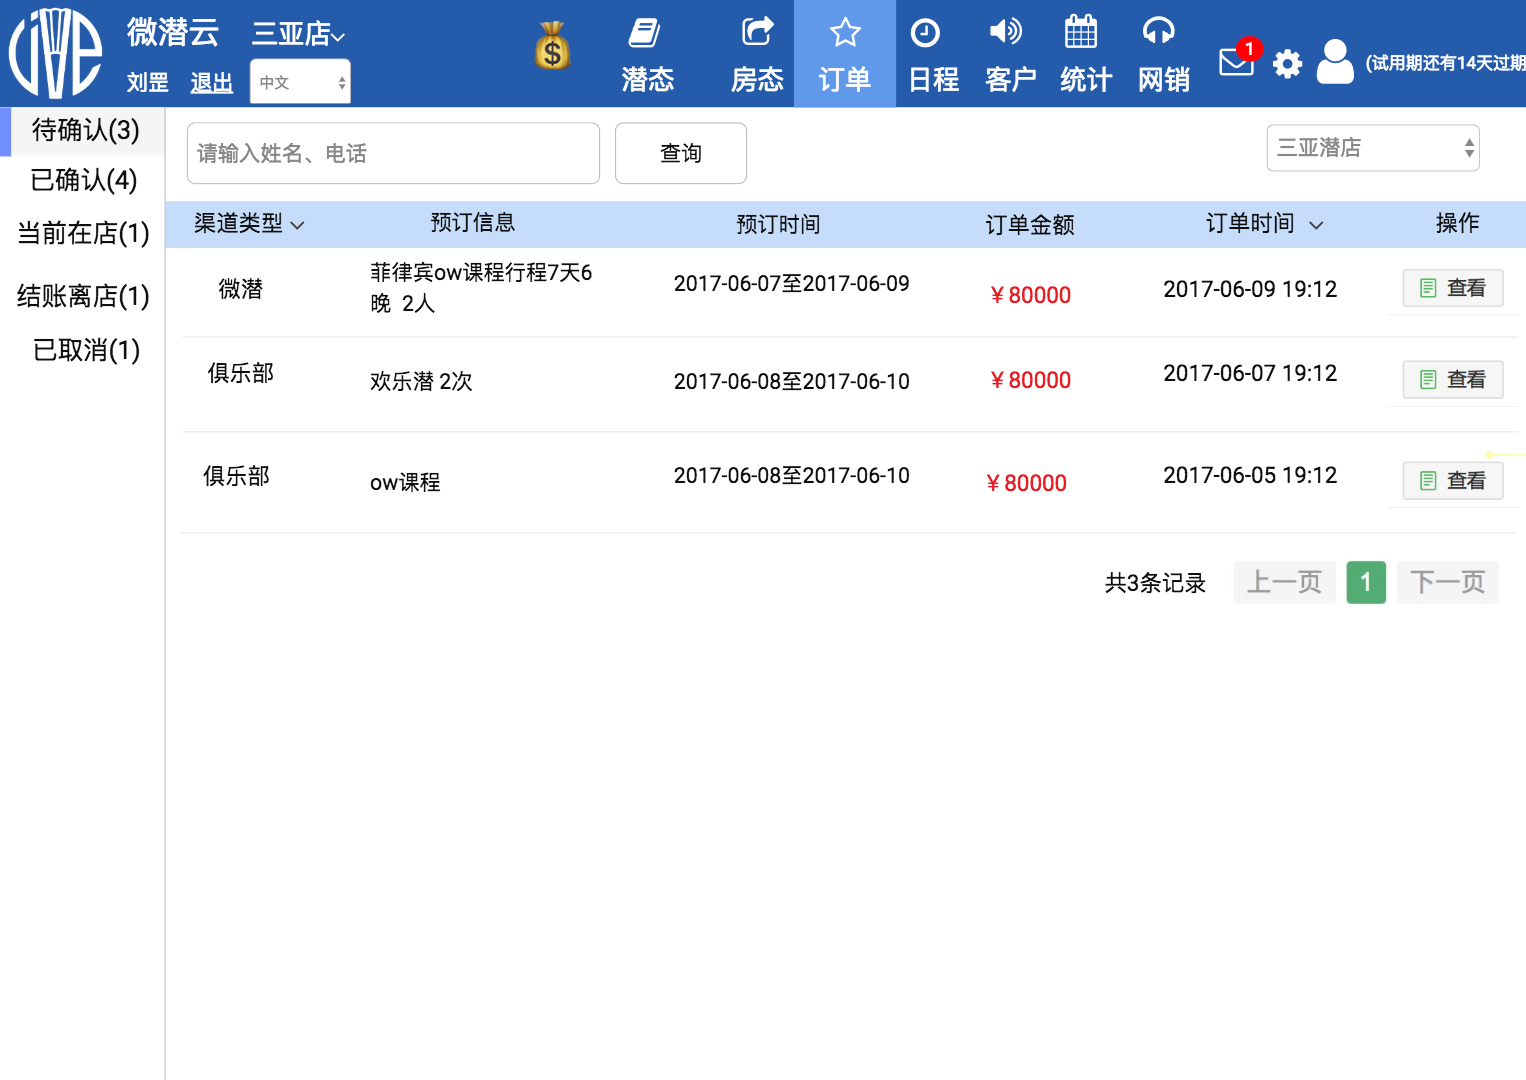 微潜云 三亚店
刘罡 退出 中文
潜态 房态 订单 日程 客户 统计 网销
1
(试用期还有14天过期
待确认(3)
已确认(4)
当前在店(1)
结账离店(1)
已取消(1)
请输入姓名、电话 查询 三亚潜店
渠道类型 预订信息 预订时间 订单金额 订单时间 操作
微潜 菲律宾ow课程行程7天6
晚 2人 2017-06-07至2017-06-09 ￥80000 2017-06-09 19:12 查看
俱乐部 欢乐潜 2次 2017-06-08至2017-06-10 ￥80000 2017-06-07 19:12 查看
俱乐部 ow课程 2017-06-08至2017-06-10 ￥80000 2017-06-05 19:12 查看
共3条记录 上一页 1 下一页